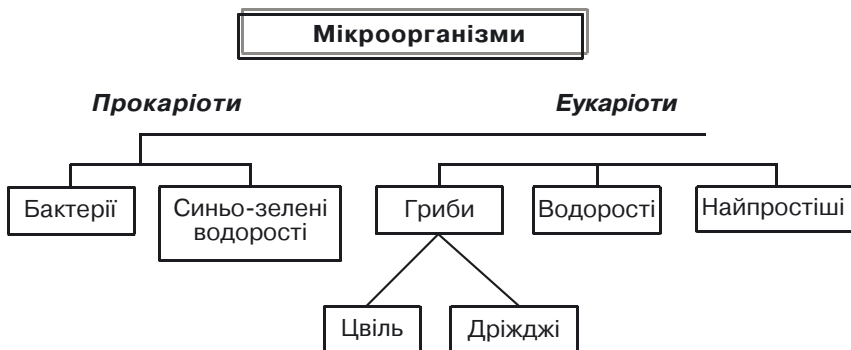 Мікроорганізми
Прокаріоти
Еукаріоти
Бактерії
Синьо-зелені
водорості
Гриби
Водорості
Найпростіші
Цвіль
Дріжджі